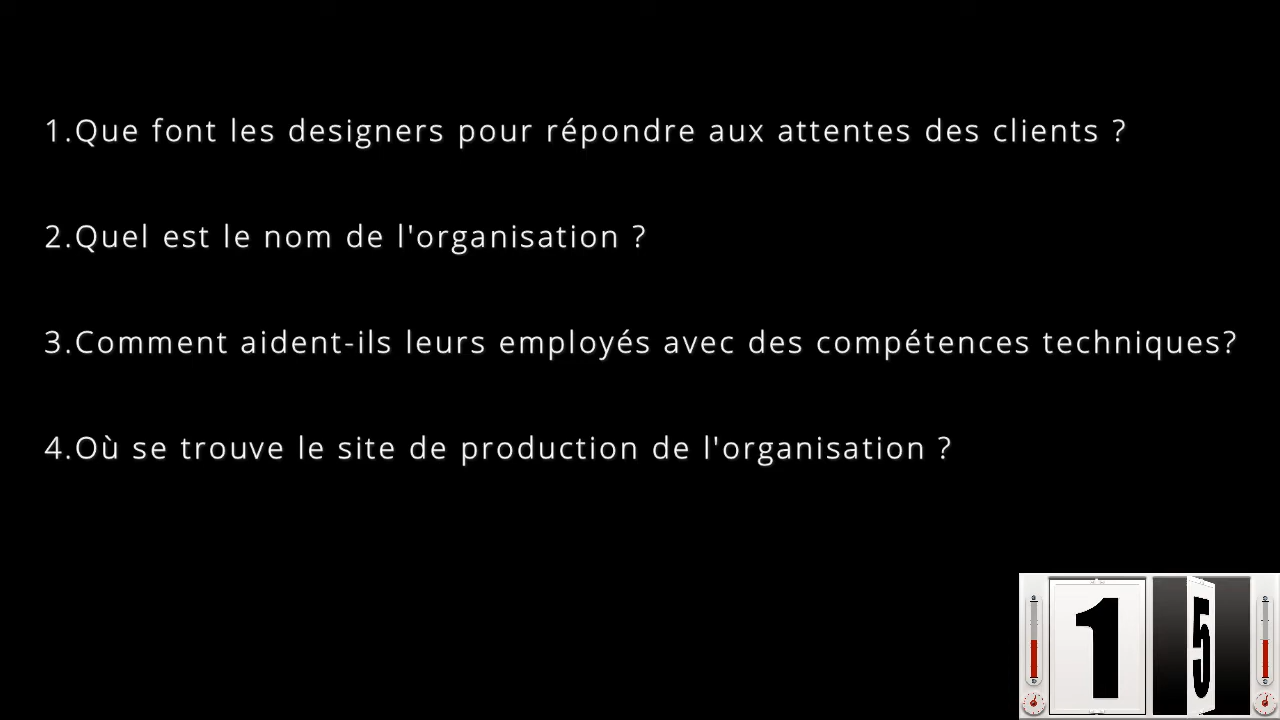 1.Que font les designers pour répondre aux attentes des clients ?
2.Quel est le nom de l'organisation ?
3.Comment aident-ils leurs employés avec des compétences techniques?
4.Où se trouve le site de production de l'organisation ?
1 5